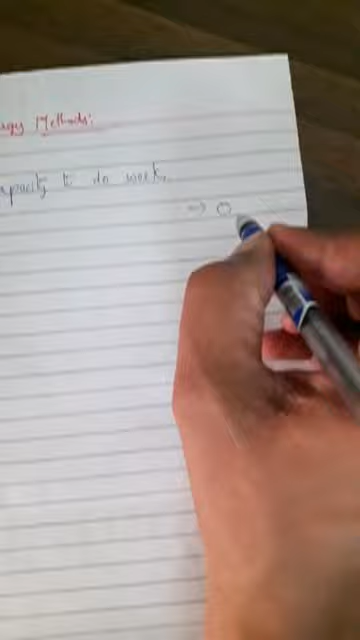 Methods:
to do work.
→ O